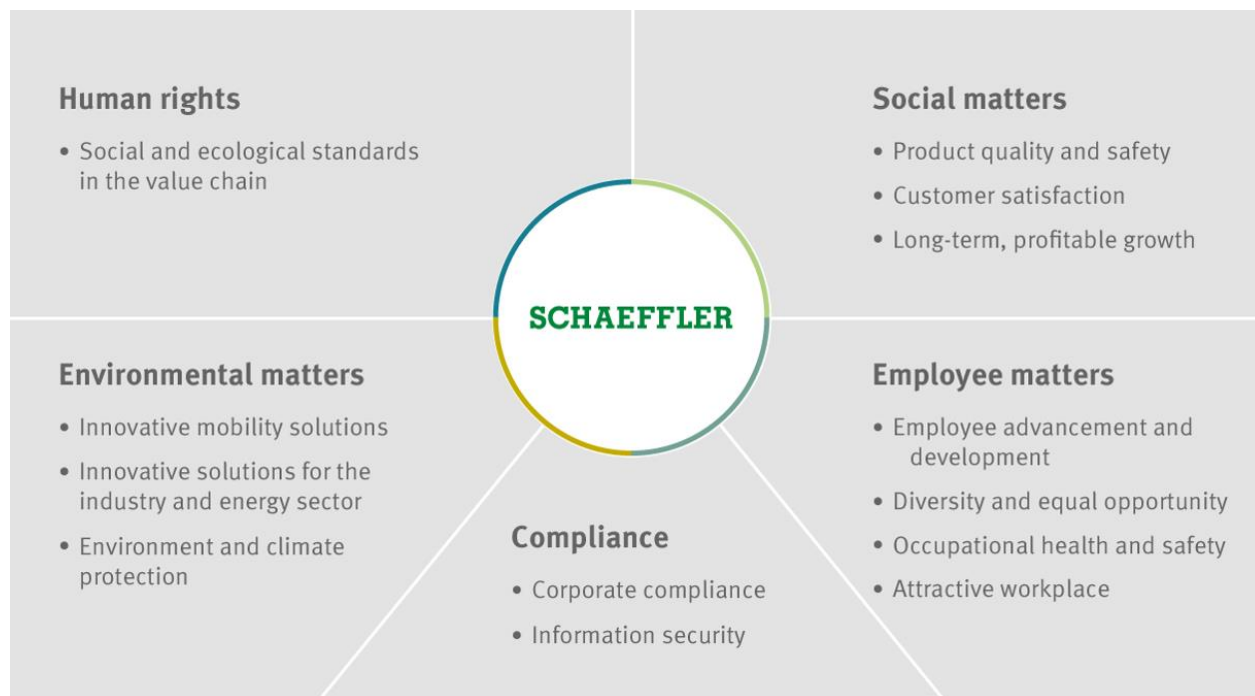 Human rights
• Social and ecological standards
in the value chain
Social matters
• Product quality and safety
• Customer satisfaction
• Long-term, profitable growth
SCHAEFFLER
Environmental matters
• Innovative mobility solutions
• Innovative solutions for the
industry and energy sector
• Environment and climate
protection
Employee matters
• Employee advancement and
development
• Diversity and equal opportunity
• Occupational health and safety
• Attractive workplace
Compliance
• Corporate compliance
• Information security